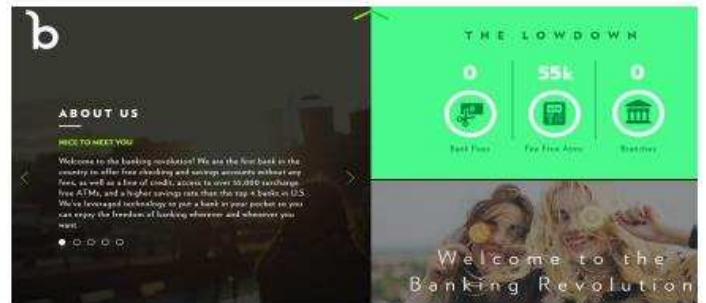 b
ABOUT US
NICE TO MEET YOU
Welcome to the banking revolution! We are the first bank in the
country to offer free checking and savings accounts without any
fees, as well as a line of credit, access to over 55,000 surcharge
free ATMs, and a higher savings rate than the top 4 banks in U.S.
We've leveraged technology to put a bank in your pocket so you
can enjoy the freedom of banking wherever and whenever you
want.
THE LOWDOWN
0 55k 0
Bank Fees Fee Free Atms Branches
Welcome to the
Banking Revolution